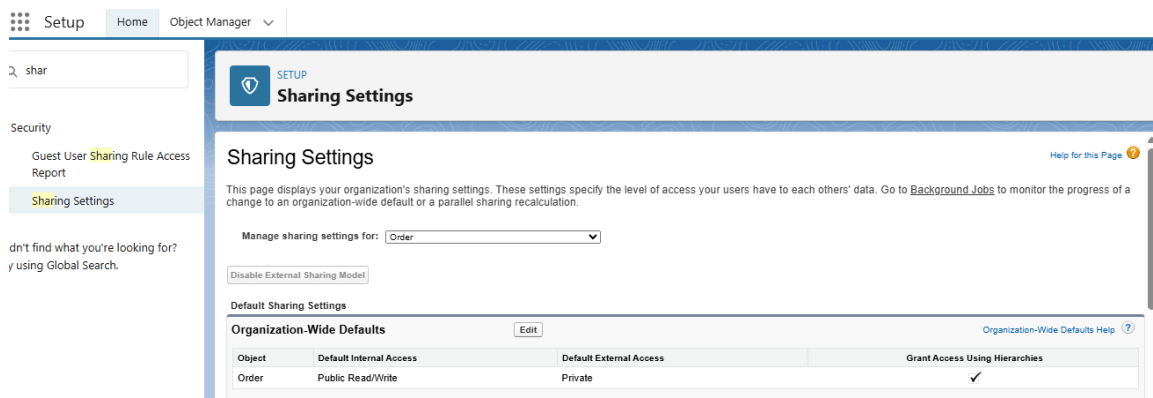 Setup
Home
Object Manager
shar
Security
Guest User Sharing Rule Access
Report
Sharing Settings
dn't find what you're looking for?
y using Global Search.
SETUP
Sharing Settings
Sharing Settings
Help for this Page ?
This page displays your organization's sharing settings. These settings specify the level of access your users have to each others' data. Go to Background Jobs to monitor the progress of a
change to an organization-wide default or a parallel sharing recalculation.
Manage sharing settings for: Order
Disable External Sharing Model
Default Sharing Settings
Organization-Wide Defaults Edit Organization-Wide Defaults Help ?
Object Default Internal Access Default External Access Grant Access Using Hierarchies
Order Public Read/Write Private ✓